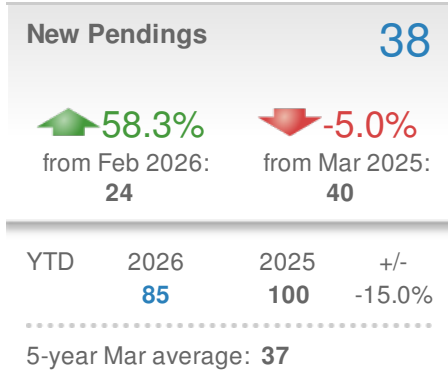 New Pendings 38
58.3% -5.0%
from Feb 2026: from Mar 2025:
24 40
YTD 2026 2025 +/-
85 100 -15.0%
5-year Mar average: 37